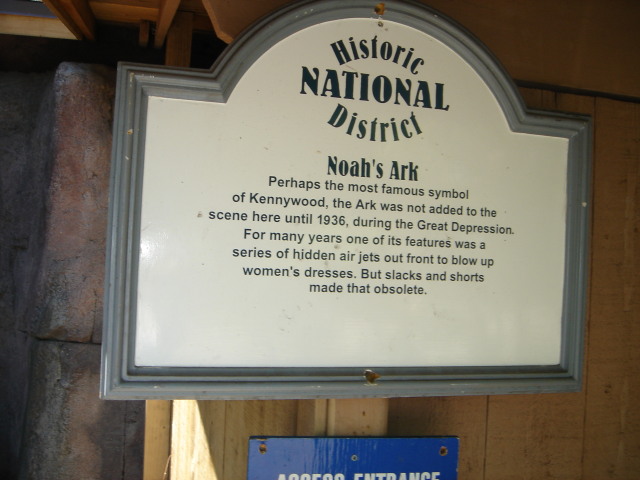 Historic
NATIONAL
District
Noah's Ark
Perhaps the most famous symbol
of Kennywood, the Ark was not added to the
scene here until 1936, during the Great Depression.
For many years one of its features was a
series of hidden air jets out front to blow up
women's dresses. But slacks and shorts
made that obsolete.
ACCESS ENTRANCE